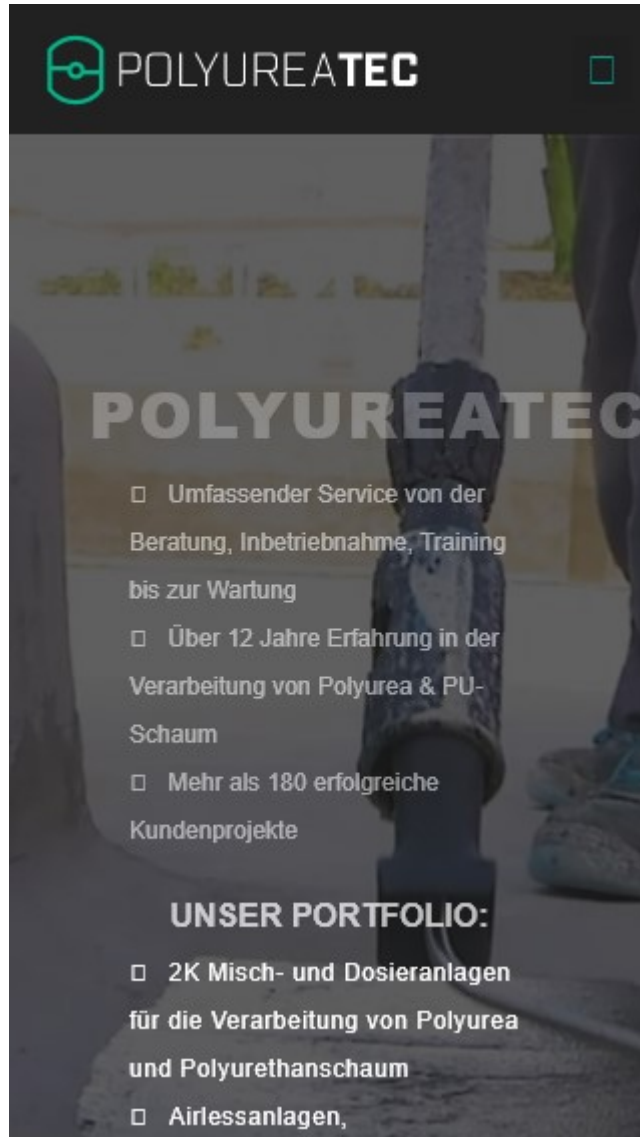 POLYUREATEC
POLYUREATEC
Umfassender Service von der
Beratung, Inbetriebnahme, Training
bis zur Wartung
Über 12 Jahre Erfahrung in der
Verarbeitung von Polyurea & PU-
Schaum
Mehr als 180 erfolgreiche
Kundenprojekte
UNSER PORTFOLIO:
2K Misch- und Dosieranlagen
für die Verarbeitung von Polyurea
und Polyurethanschaum
Airlessanlagen,